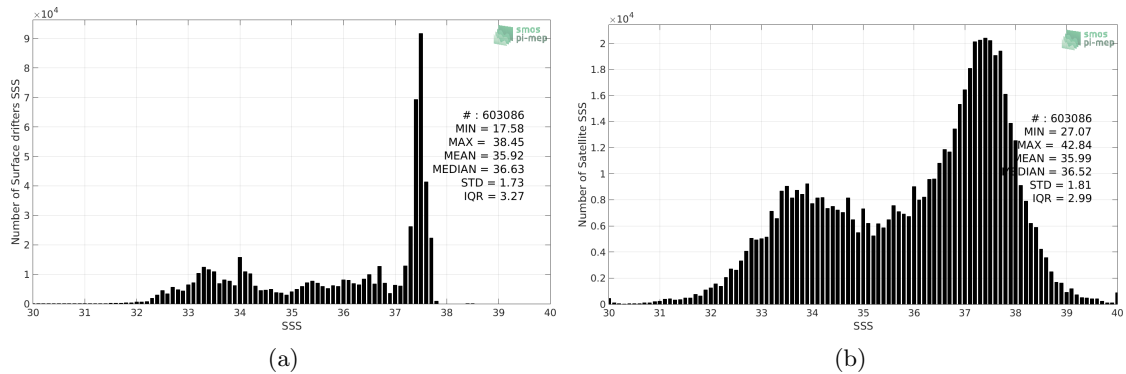 ×10⁴
smos
pi-mep
9
8
7
6
5
4
3
2
1
0
Number of Surface drifters SSS
# : 603086
MIN = 17.58
MAX = 38.45
MEAN = 35.92
MEDIAN = 36.63
STD = 1.73
IQR = 3.27
30 31 32 33 34 35 36 37 38 39 40
SSS
(a)
×10⁴
smos
pi-mep
2
1.8
1.6
1.4
1.2
1
0.8
0.6
0.4
0.2
0
Number of Satellite SSS
# : 603086
MIN = 27.07
MAX = 42.84
MEAN = 35.99
MEDIAN = 36.52
STD = 1.81
IQR = 2.99
30 31 32 33 34 35 36 37 38 39 40
SSS
(b)